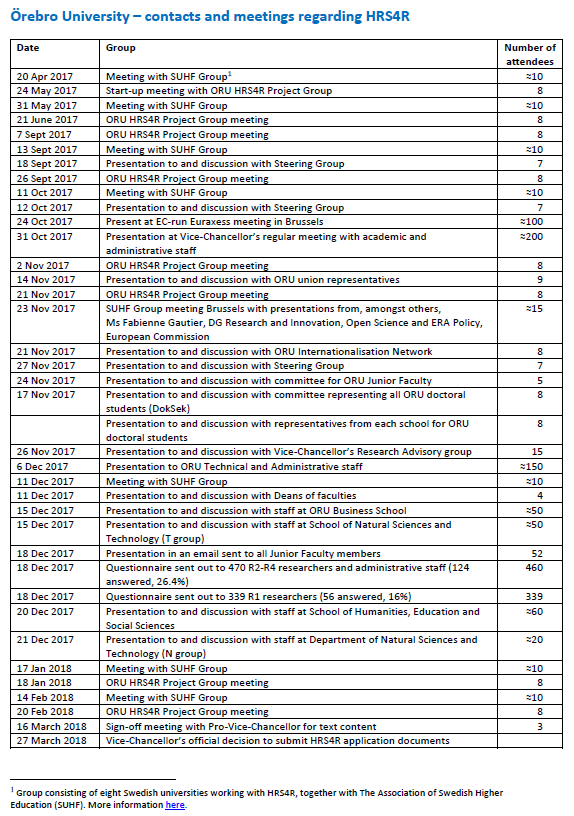 Örebro University – contacts and meetings regarding HRS4R
Date Group Number of
attendees
20 Apr 2017 Meeting with SUHF Group1 ≈10
24 May 2017 Start-up meeting with ORU HRS4R Project Group 8
31 May 2017 Meeting with SUHF Group ≈10
21 June 2017 ORU HRS4R Project Group meeting 8
7 Sept 2017 ORU HRS4R Project Group meeting 8
13 Sept 2017 Meeting with SUHF Group ≈10
18 Sept 2017 Presentation to and discussion with Steering Group 7
26 Sept 2017 ORU HRS4R Project Group meeting 8
11 Oct 2017 Meeting with SUHF Group ≈10
12 Oct 2017 Presentation to and discussion with Steering Group 7
24 Oct 2017 Present at EC-run Euraxess meeting in Brussels ≈100
31 Oct 2017 Presentation at Vice-Chancellor's regular meeting with academic and ≈200
administrative staff
2 Nov 2017 ORU HRS4R Project Group meeting 8
14 Nov 2017 Presentation to and discussion with ORU union representatives 9
21 Nov 2017 ORU HRS4R Project Group meeting 8
23 Nov 2017 SUHF Group meeting Brussels with presentations from, amongst others, ≈15
Ms Fabienne Gautier, DG Research and Innovation, Open Science and ERA Policy,
European Commission
21 Nov 2017 Presentation to and discussion with ORU Internationalisation Network 8
27 Nov 2017 Presentation to and discussion with Steering Group 7
24 Nov 2017 Presentation to and discussion with committee for ORU Junior Faculty 5
17 Nov 2017 Presentation to and discussion with committee representing all ORU doctoral 8
students (DokSek)
Presentation to and discussion with representatives from each school for ORU 8
doctoral students
26 Nov 2017 Presentation to and discussion with Vice-Chancellor's Research Advisory group 15
6 Dec 2017 Presentation to ORU Technical and Administrative staff ≈150
11 Dec 2017 Meeting with SUHF Group ≈10
11 Dec 2017 Presentation to and discussion with Deans of faculties 4
15 Dec 2017 Presentation to and discussion with staff at ORU Business School ≈50
15 Dec 2017 Presentation to and discussion with staff at School of Natural Sciences and ≈50
Technology (T group)
18 Dec 2017 Presentation in an email sent to all Junior Faculty members 52
18 Dec 2017 Questionnaire sent out to 470 R2-R4 researchers and administrative staff (124 460
answered, 26.4%)
18 Dec 2017 Questionnaire sent out to 339 R1 researchers (56 answered, 16%) 339
20 Dec 2017 Presentation to and discussion with staff at School of Humanities, Education and ≈60
Social Sciences
21 Dec 2017 Presentation to and discussion with staff at Department of Natural Sciences and ≈20
Technology (N group)
17 Jan 2018 Meeting with SUHF Group ≈10
18 Jan 2018 ORU HRS4R Project Group meeting 8
14 Feb 2018 Meeting with SUHF Group ≈10
20 Feb 2018 ORU HRS4R Project Group meeting 8
16 March 2018 Sign-off meeting with Pro-Vice-Chancellor for text content 3
27 March 2018 Vice-Chancellor's official decision to submit HRS4R application documents
1 Group consisting of eight Swedish universities working with HRS4R, together with The Association of Swedish Higher
Education (SUHF). More information here.